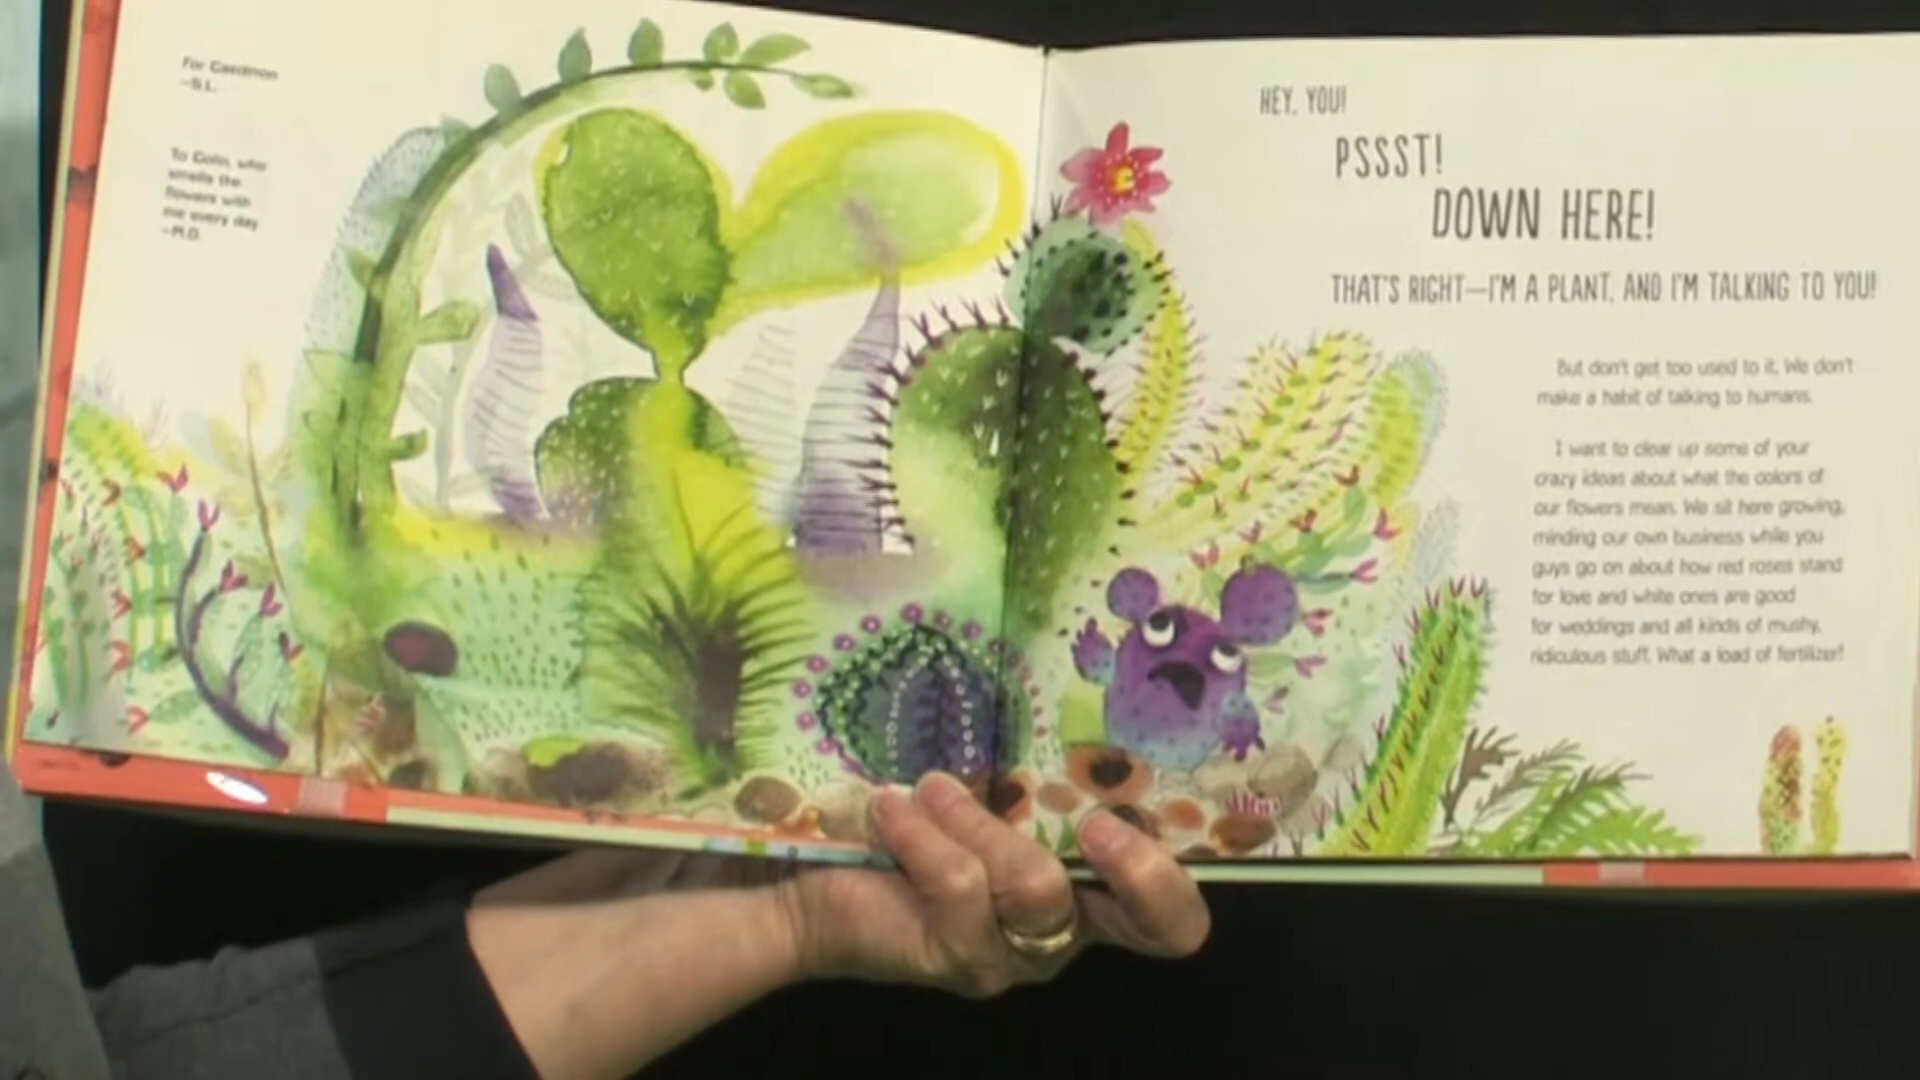 For Caedmon
—S.L.
To Colin, who
smells the
flowers with
me every day
—M.D.
HEY, YOU!
PSSST!
DOWN HERE!
THAT'S RIGHT—I'M A PLANT, AND I'M TALKING TO YOU!
But don't get too used to it. We don't
make a habit of talking to humans.
I want to clear up some of your
crazy ideas about what the colors of
our flowers mean. We sit here growing,
minding our own business while you
guys go on about how red roses stand
for love and white ones are good
for weddings and all kinds of mushy,
ridiculous stuff. What a load of fertilizer!